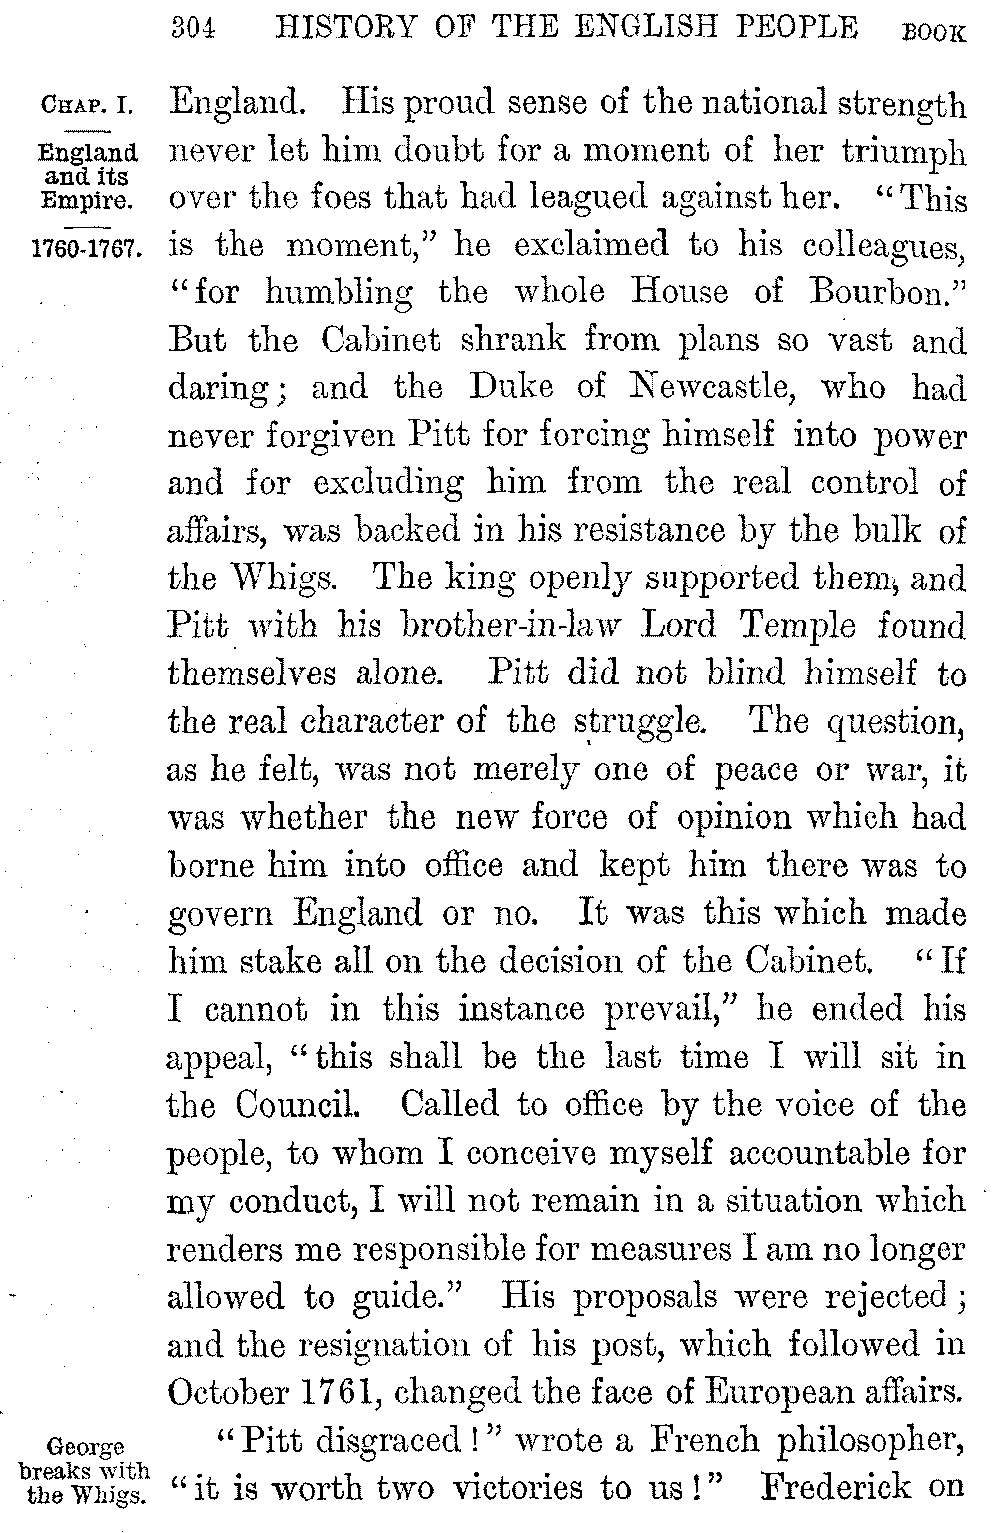 304 HISTORY OF THE ENGLISH PEOPLE BOOK
CHAP. I.
England
and its
Empire.
1760-1767.
England. His proud sense of the national strength
never let him doubt for a moment of her triumph
over the foes that had leagued against her. "This
is the moment," he exclaimed to his colleagues,
"for humbling the whole House of Bourbon."
But the Cabinet shrank from plans so vast and
daring; and the Duke of Newcastle, who had
never forgiven Pitt for forcing himself into power
and for excluding him from the real control of
affairs, was backed in his resistance by the bulk of
the Whigs. The king openly supported them, and
Pitt with his brother-in-law Lord Temple found
themselves alone. Pitt did not blind himself to
the real character of the struggle. The question,
as he felt, was not merely one of peace or war, it
was whether the new force of opinion which had
borne him into office and kept him there was to
govern England or no. It was this which made
him stake all on the decision of the Cabinet. "If
I cannot in this instance prevail," he ended his
appeal, "this shall be the last time I will sit in
the Council. Called to office by the voice of the
people, to whom I conceive myself accountable for
my conduct, I will not remain in a situation which
renders me responsible for measures I am no longer
allowed to guide." His proposals were rejected;
and the resignation of his post, which followed in
October 1761, changed the face of European affairs.
George
breaks with
the Whigs.
"Pitt disgraced!" wrote a French philosopher,
"it is worth two victories to us!" Frederick on